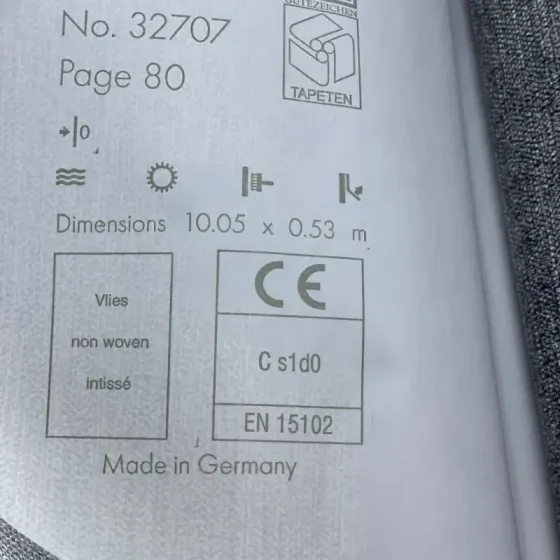 No. 32707
GÜTEZEICHEN
Page 80
TAPETEN
0
Dimensions 10.05 x 0.53 m
CE
Vlies
non woven
intissé
C s1d0
EN 15102
Made in Germany